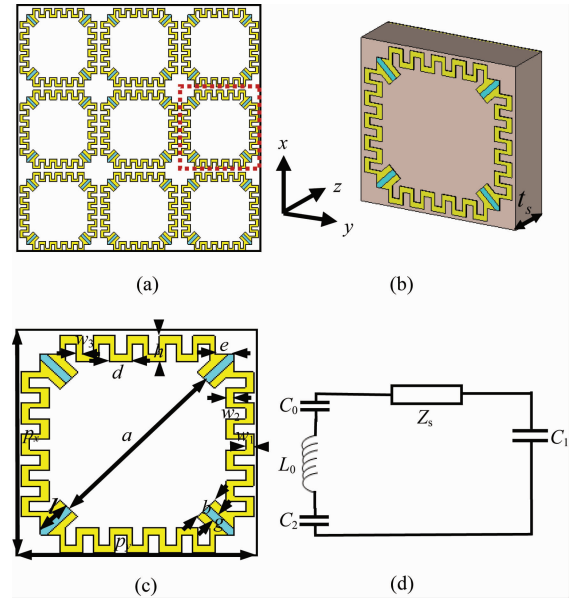 x
z
y
t_s
(a)
(b)
w_3
h
e
d
w_2
p_x
a
w_1
l
b
g
p_y
(c)
C_0
Z_s
C_1
L_0
C_2
(d)